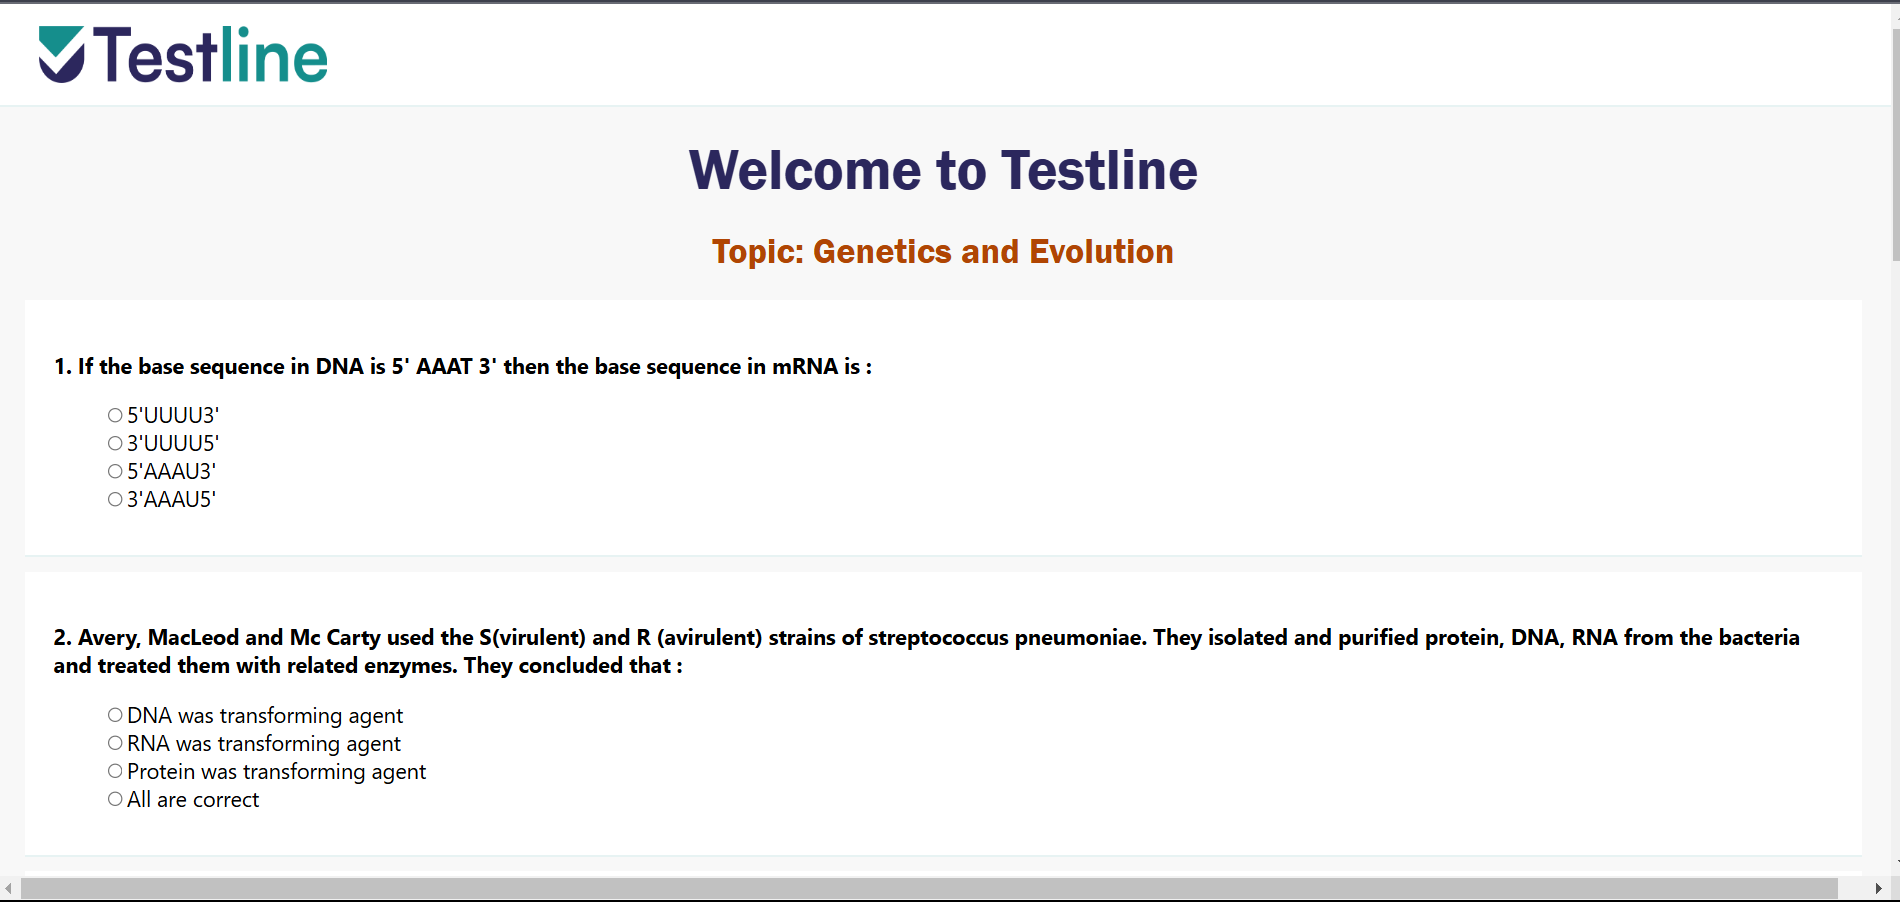 Testline
Welcome to Testline
Topic: Genetics and Evolution
1. If the base sequence in DNA is 5' AAAT 3' then the base sequence in mRNA is :
5'UUUU3'
3'UUUU5'
5'AAAU3'
3'AAAU5'
2. Avery, MacLeod and Mc Carty used the S(virulent) and R (avirulent) strains of streptococcus pneumoniae. They isolated and purified protein, DNA, RNA from the bacteria
and treated them with related enzymes. They concluded that :
DNA was transforming agent
RNA was transforming agent
Protein was transforming agent
All are correct